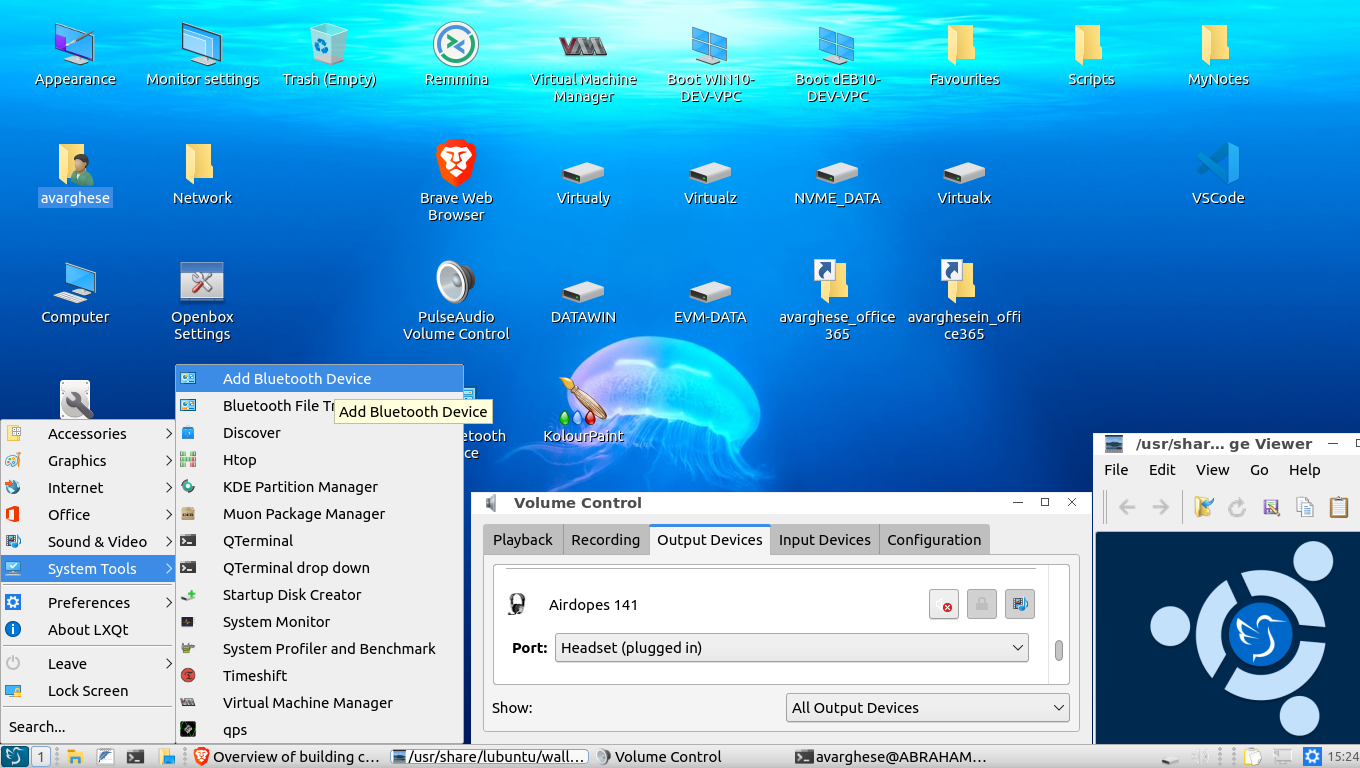 Appearance
Monitor settings
Trash (Empty)
Remmina
Virtual Machine
Manager
Boot WIN10-
DEV-VPC
Boot dEB10-
DEV-VPC
Favourites
Scripts
MyNotes
avarghese
Network
Brave Web
Browser
Virtualy
Virtualz
NVME_DATA
Virtualx
VSCode
Computer
Openbox
Settings
PulseAudio
Volume Control
DATAWIN
EVM-DATA
avarghese_office
365
avarghesein_offi
ce365
etooth
ce
KolourPaint
Add Bluetooth Device
Bluetooth File Tr
Add Bluetooth Device
Discover
Htop
KDE Partition Manager
Muon Package Manager
QTerminal
QTerminal drop down
Startup Disk Creator
System Monitor
System Profiler and Benchmark
Timeshift
Virtual Machine Manager
qps
Accessories
Graphics
Internet
Office
Sound & Video
System Tools
Preferences
About LXQt
Leave
Lock Screen
Search...
Volume Control
Playback Recording Output Devices Input Devices Configuration
Airdopes 141
Port: Headset (plugged in)
Show: All Output Devices
/usr/shar... ge Viewer
File Edit View Go Help
1 Overview of building c... /usr/share/lubuntu/wall... Volume Control avarghese@ABRAHAM... 15:24